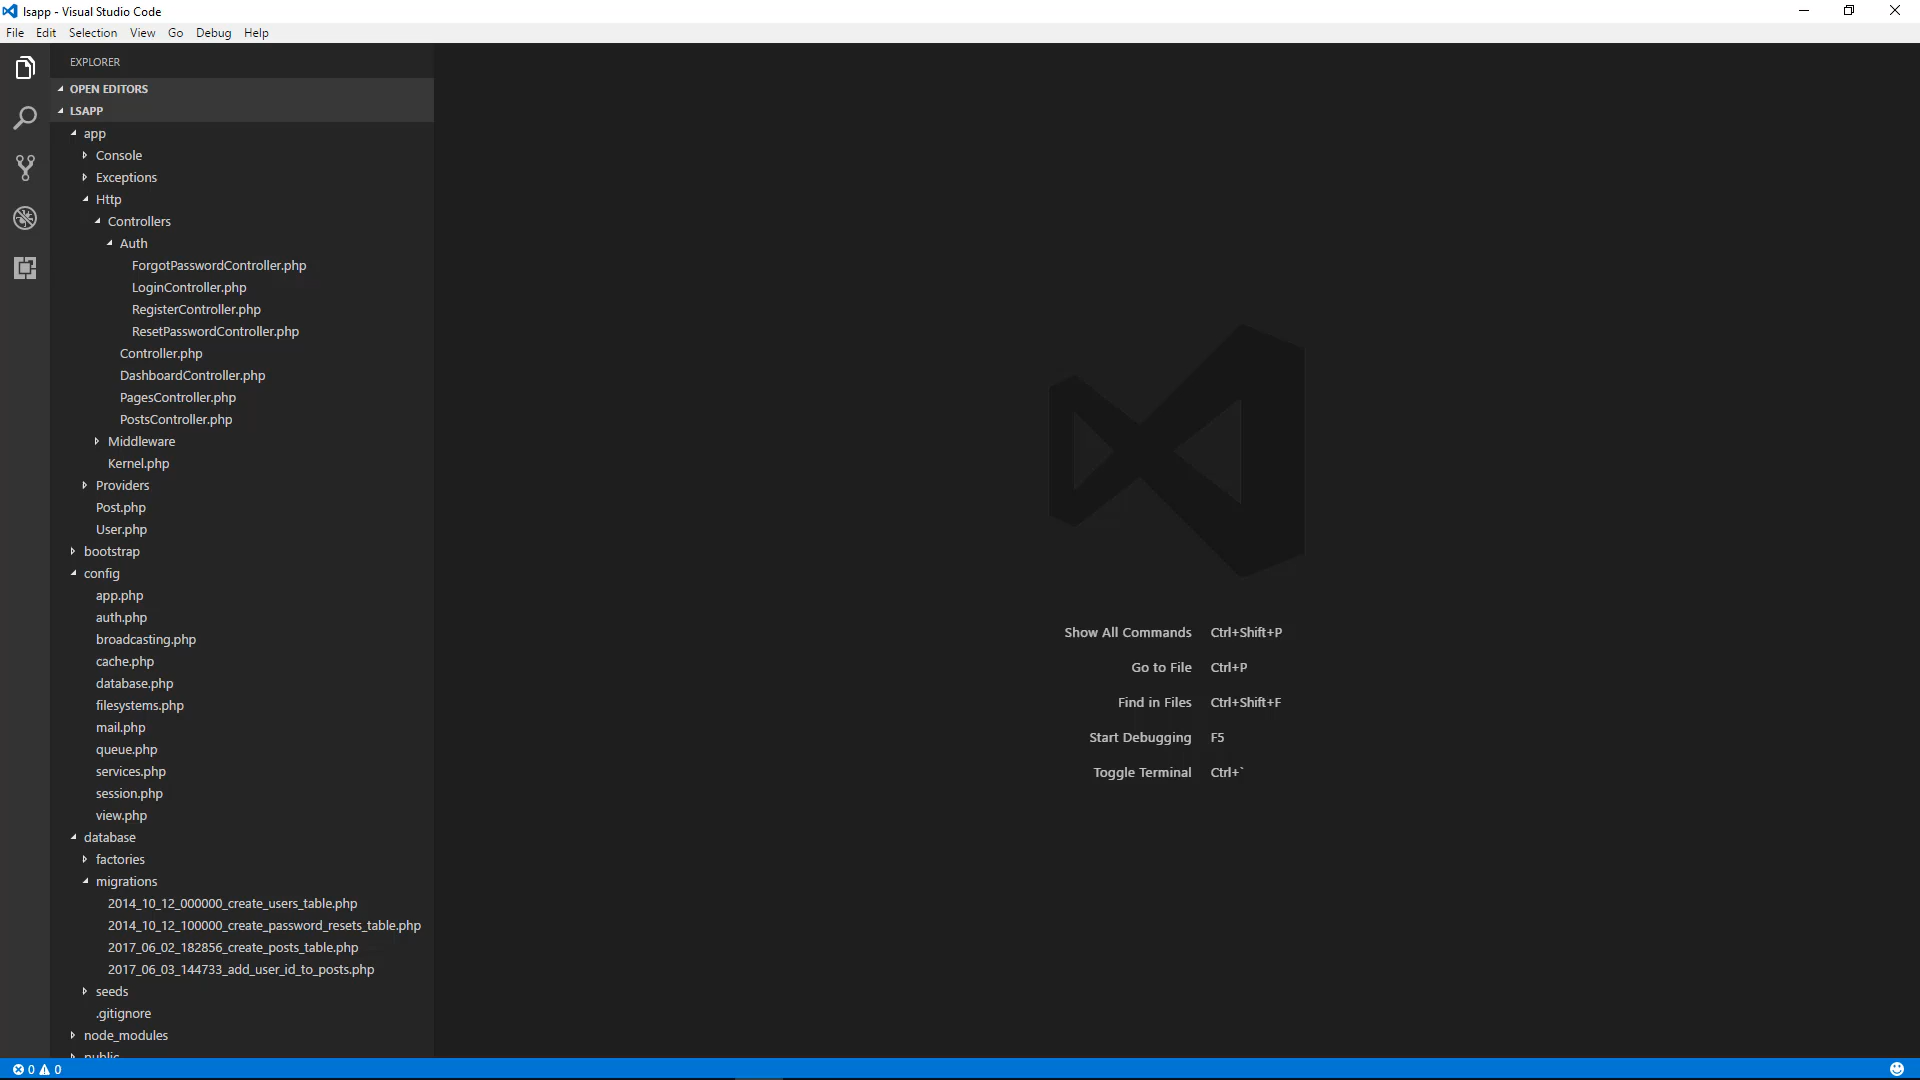 lsapp - Visual Studio Code
File Edit Selection View Go Debug Help
EXPLORER
OPEN EDITORS
LSAPP
app
Console
Exceptions
Http
Controllers
Auth
ForgotPasswordController.php
LoginController.php
RegisterController.php
ResetPasswordController.php
Controller.php
DashboardController.php
PagesController.php
PostsController.php
Middleware
Kernel.php
Providers
Post.php
User.php
bootstrap
config
app.php
auth.php
broadcasting.php
cache.php
database.php
filesystems.php
mail.php
queue.php
services.php
session.php
view.php
database
factories
migrations
2014_10_12_000000_create_users_table.php
2014_10_12_100000_create_password_resets_table.php
2017_06_02_182856_create_posts_table.php
2017_06_03_144733_add_user_id_to_posts.php
seeds
.gitignore
node_modules
public
Show All Commands Ctrl+Shift+P
Go to File Ctrl+P
Find in Files Ctrl+Shift+F
Start Debugging F5
Toggle Terminal Ctrl+`
0 0